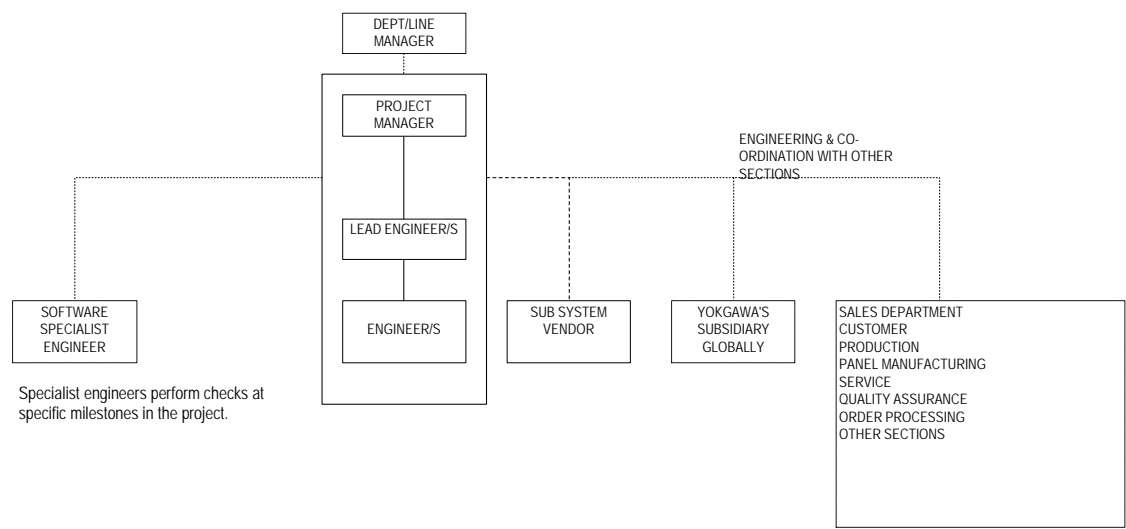 DEPT/LINE
MANAGER
PROJECT
MANAGER
ENGINEERING & CO-
ORDINATION WITH OTHER
SECTIONS
LEAD ENGINEER/S
SOFTWARE
SPECIALIST
ENGINEER
ENGINEER/S
SUB SYSTEM
VENDOR
YOKGAWA'S
SUBSIDIARY
GLOBALLY
SALES DEPARTMENT
CUSTOMER
PRODUCTION
PANEL MANUFACTURING
SERVICE
QUALITY ASSURANCE
ORDER PROCESSING
OTHER SECTIONS
Specialist engineers perform checks at
specific milestones in the project.